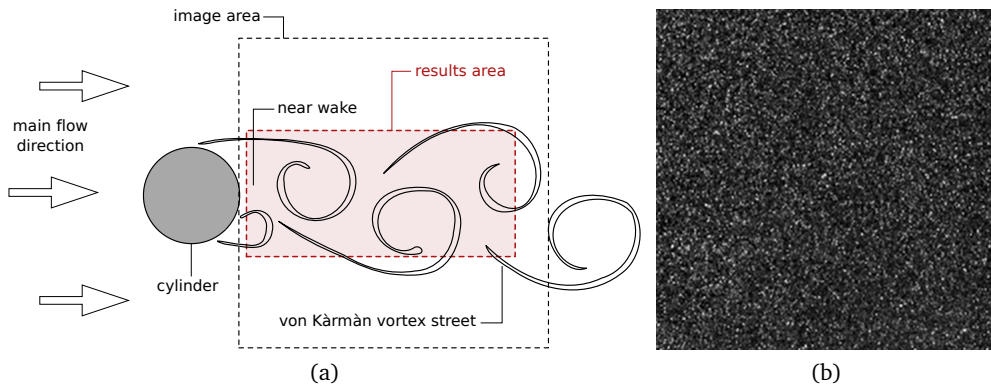 image area
results area
near wake
main flow
direction
cylinder
von Kàrmàn vortex street
(a)
(b)